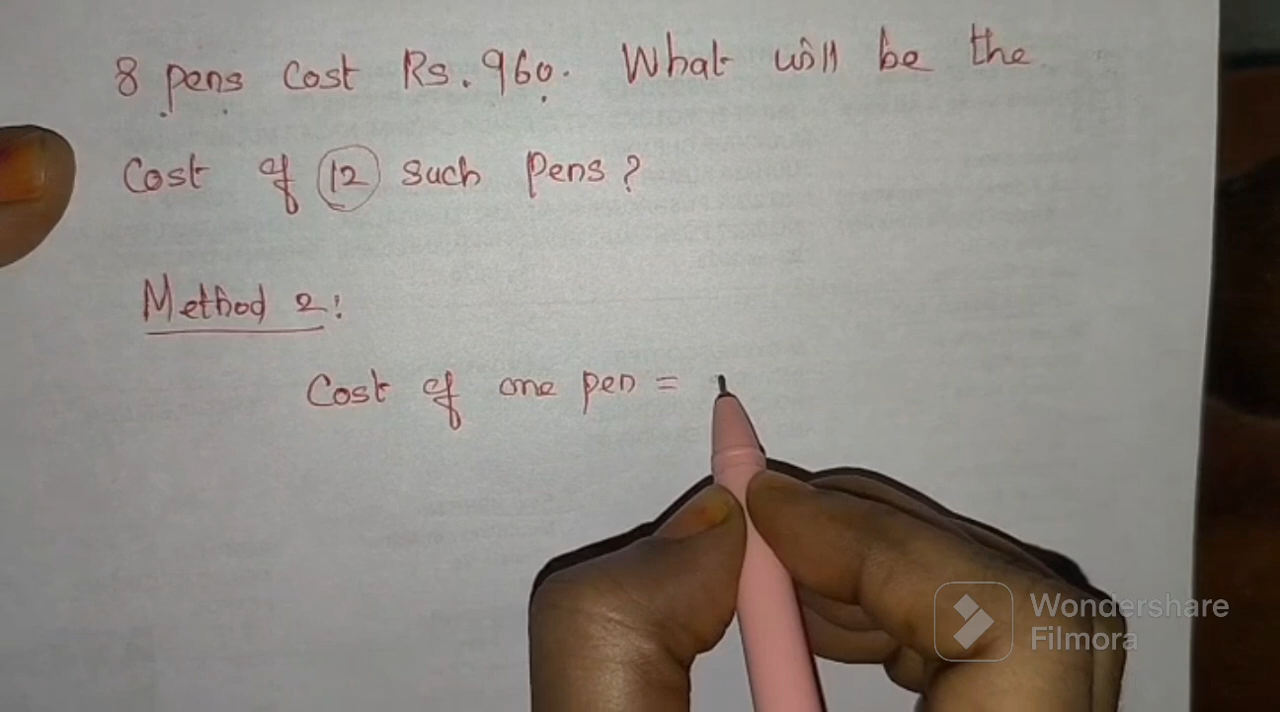 8 pens cost Rs. 960. What will be the
Cost of 12 such pens?
Method 2:
Cost of one pen =
Wondershare
Filmora